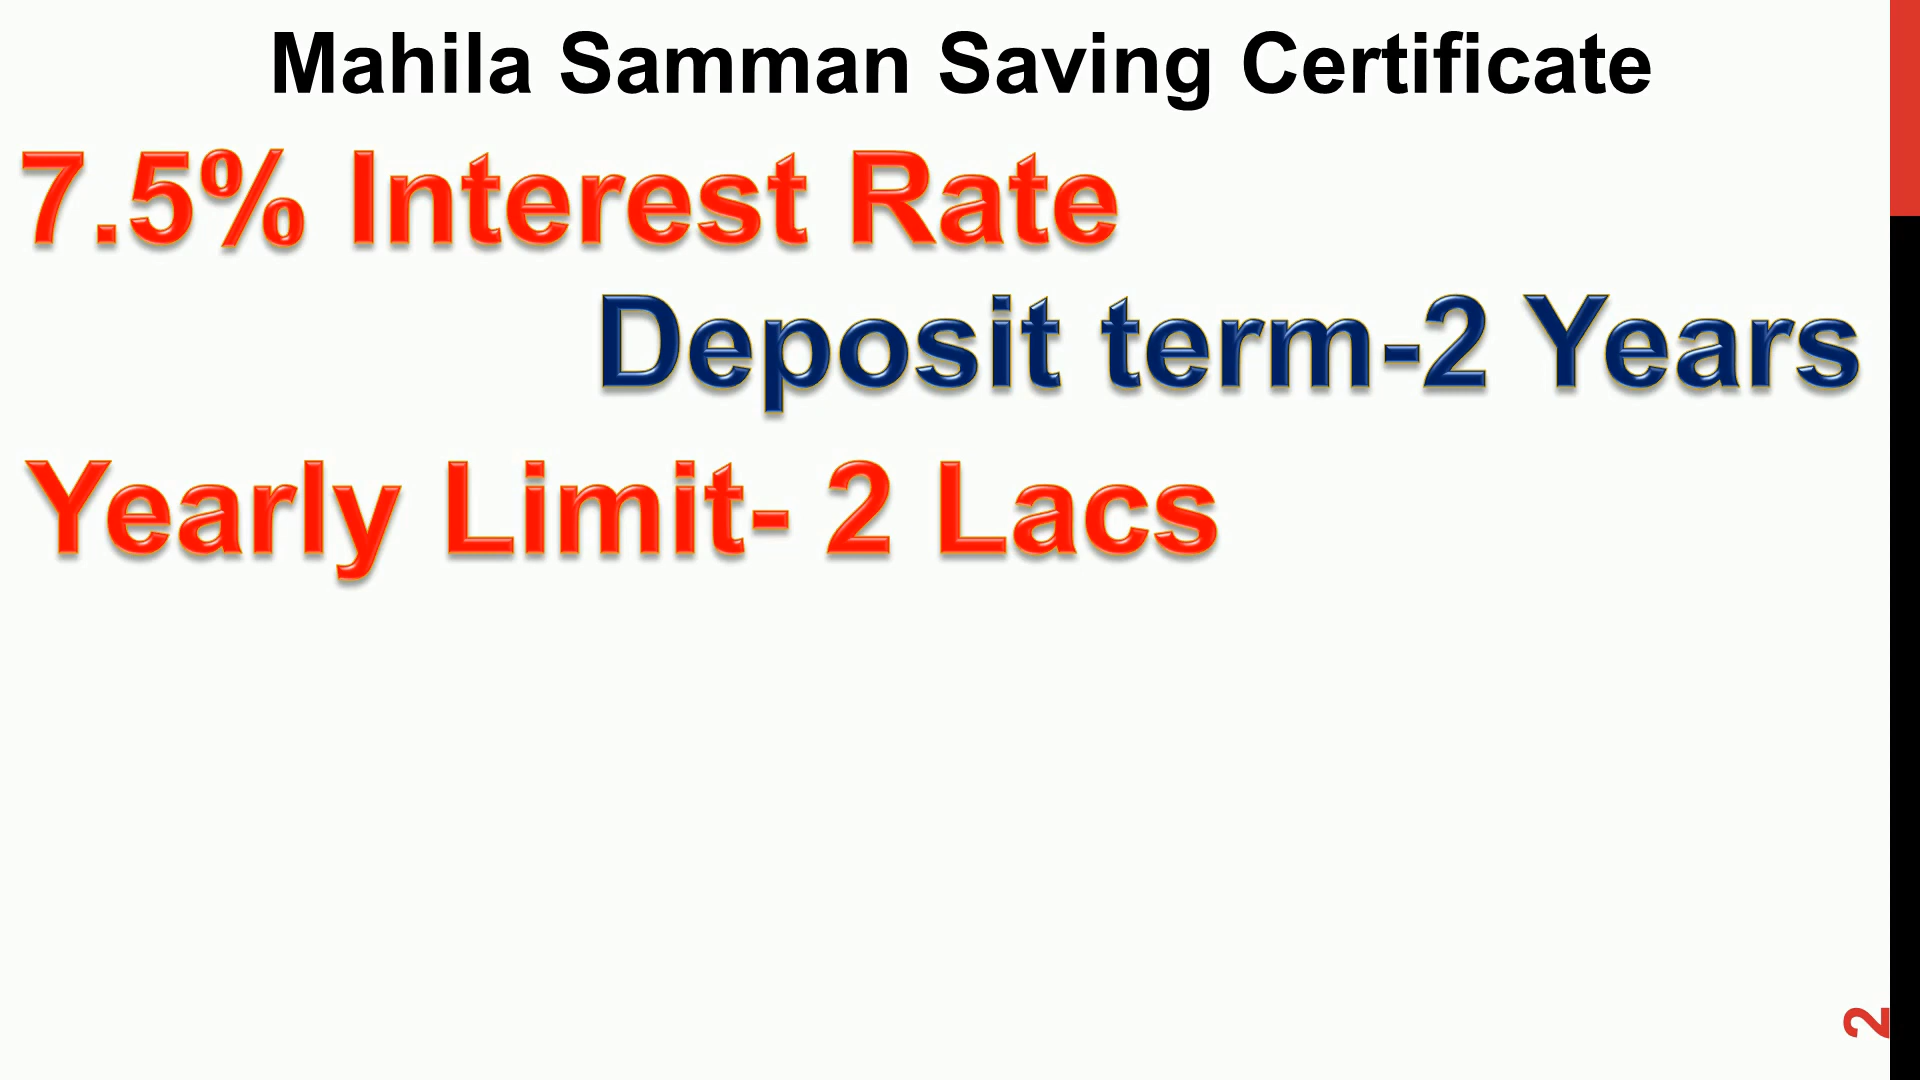 Mahila Samman Saving Certificate
7.5% Interest Rate
Deposit term-2 Years
Yearly Limit- 2 Lacs
2